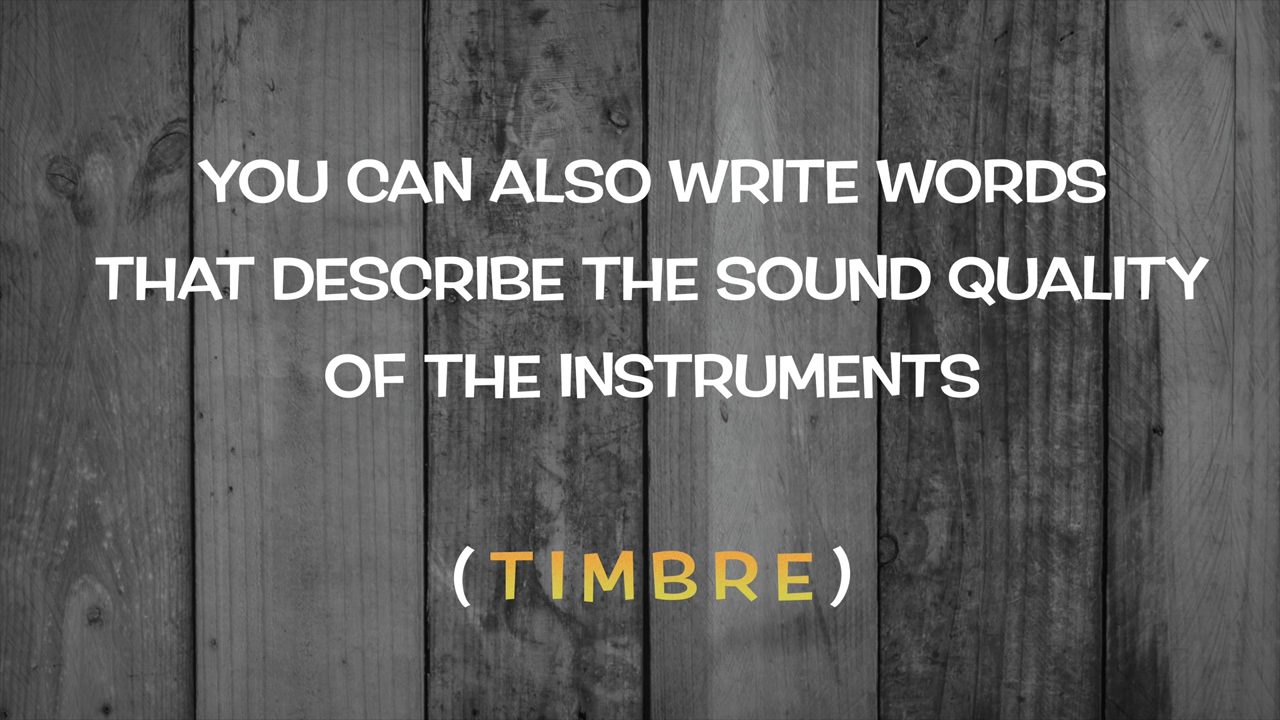 YOU CAN ALSO WRITE WORDS
THAT DESCRIBE THE SOUND QUALITY
OF THE INSTRUMENTS
(TIMBRE)